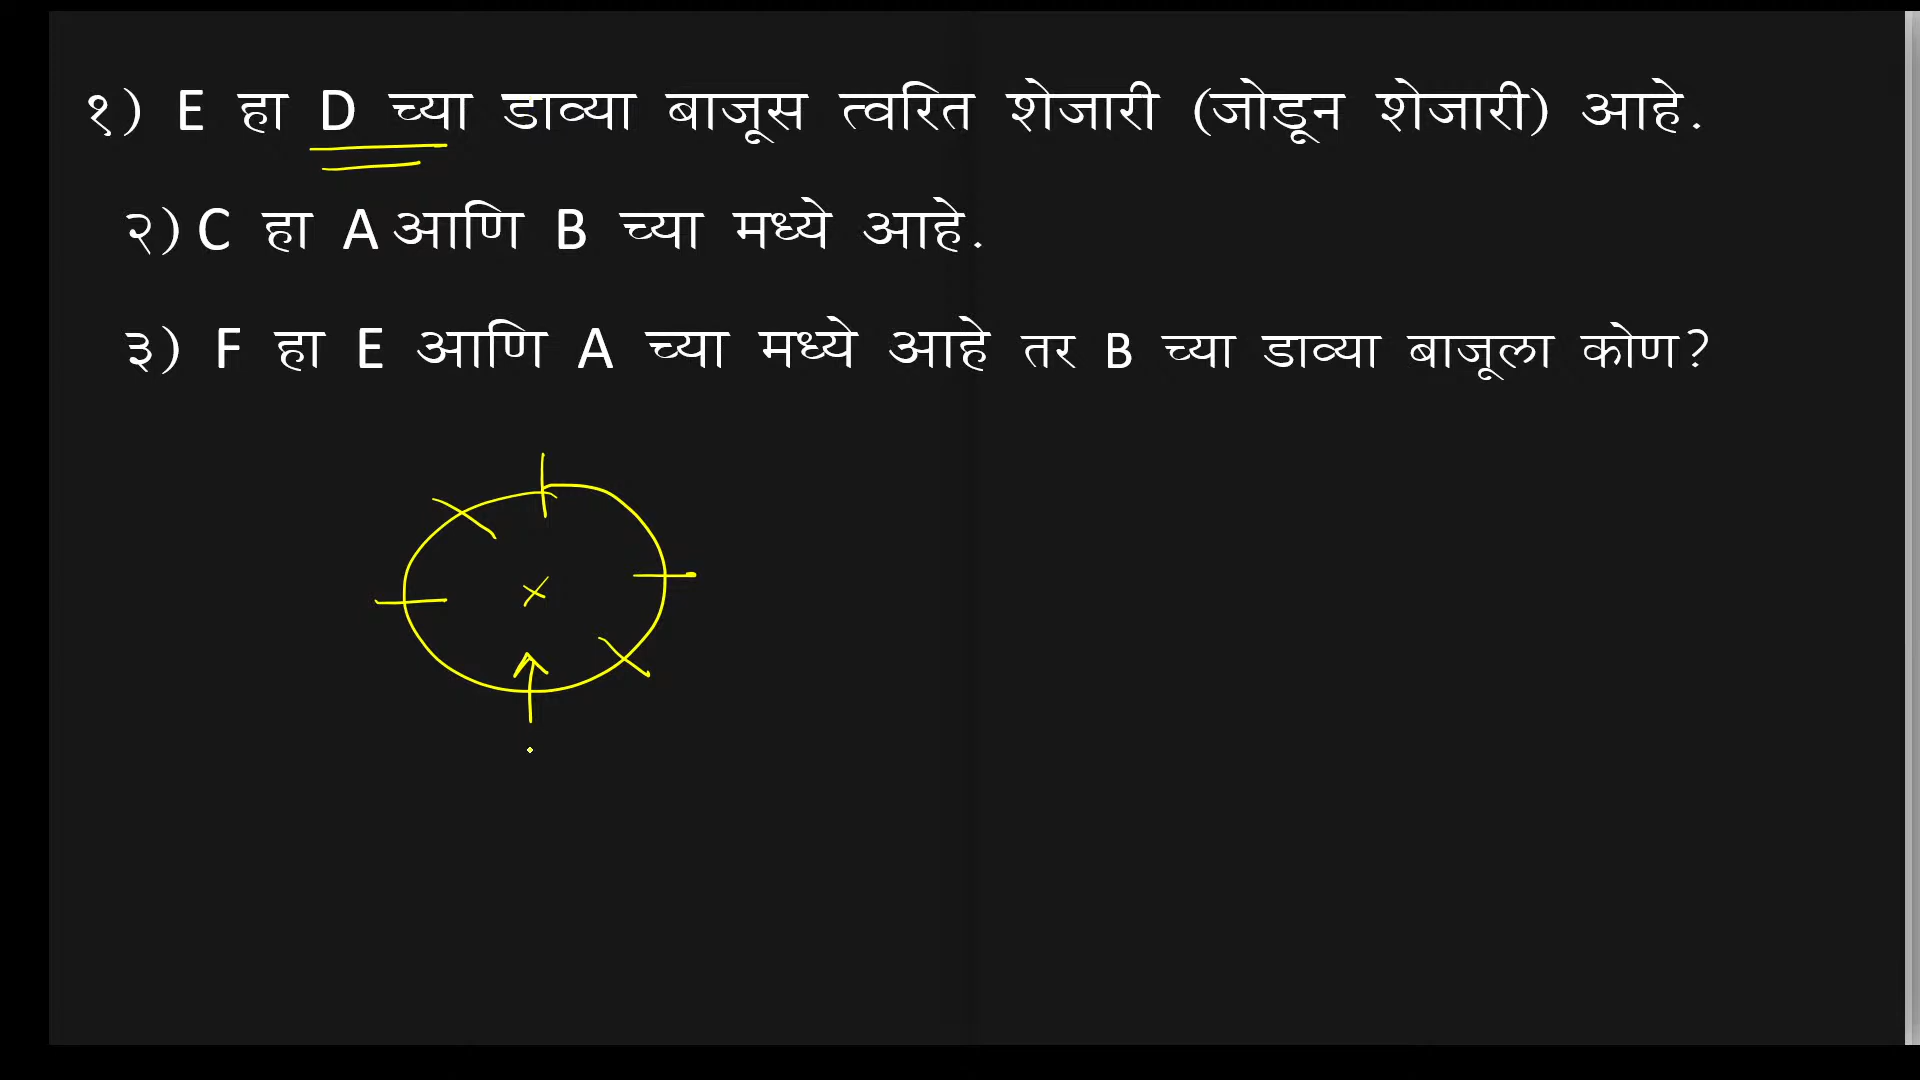 १) E हा D च्या डाव्या बाजूस त्वरित शेजारी (जोडून शेजारी) आहे.
२) C हा A आणि B च्या मध्ये आहे.
३) F हा E आणि A च्या मध्ये आहे तर B च्या डाव्या बाजूला कोण?